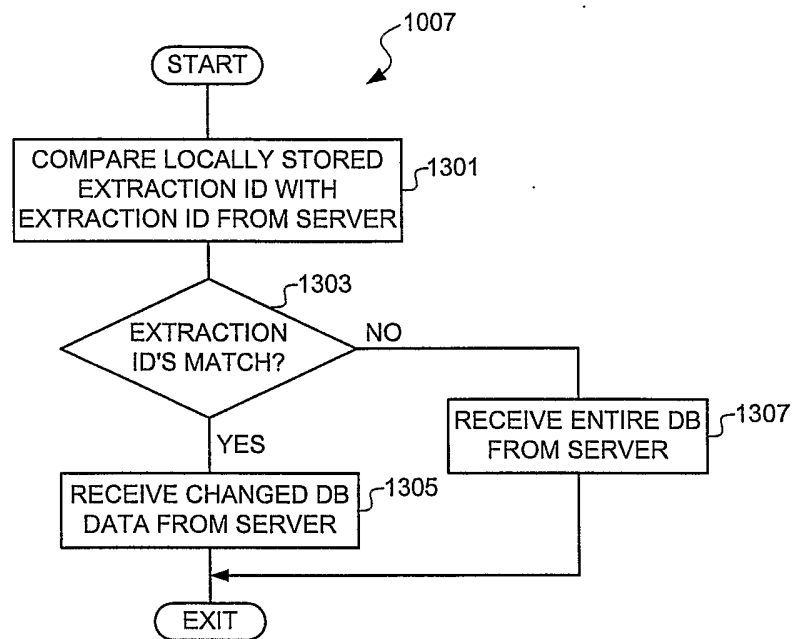 1007
START
COMPARE LOCALLY STORED
EXTRACTION ID WITH
EXTRACTION ID FROM SERVER
1301
1303
EXTRACTION
ID'S MATCH?
NO
YES
RECEIVE ENTIRE DB
FROM SERVER
1307
RECEIVE CHANGED DB
DATA FROM SERVER
1305
EXIT